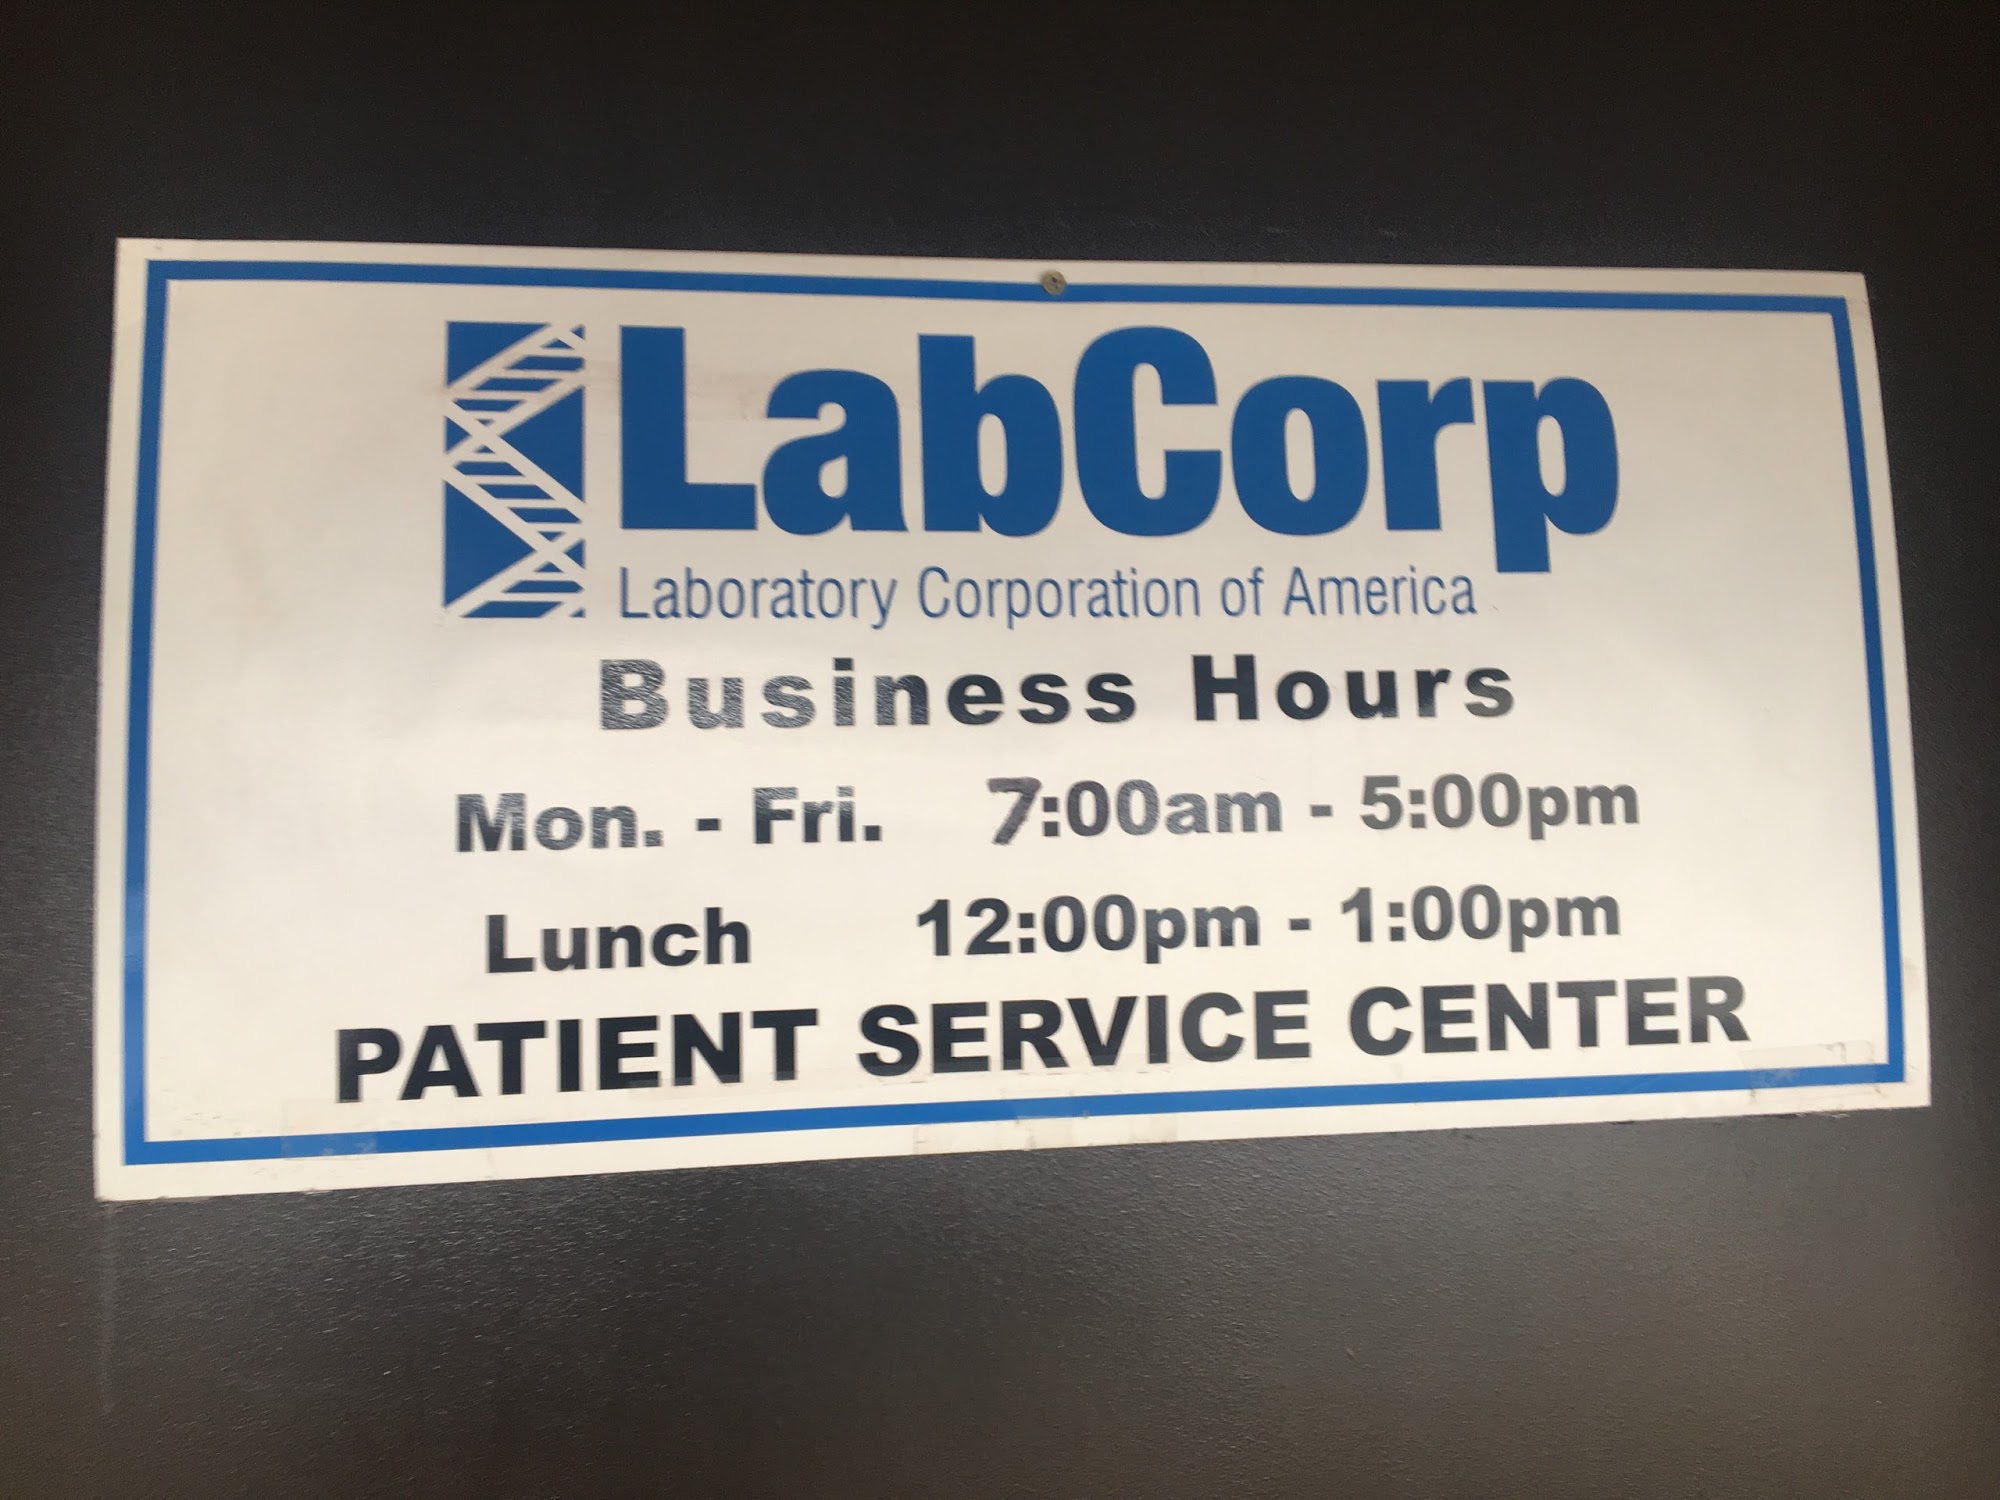 LabCorp
Laboratory Corporation of America
Business Hours
Mon. - Fri. 7:00am - 5:00pm
Lunch 12:00pm - 1:00pm
PATIENT SERVICE CENTER